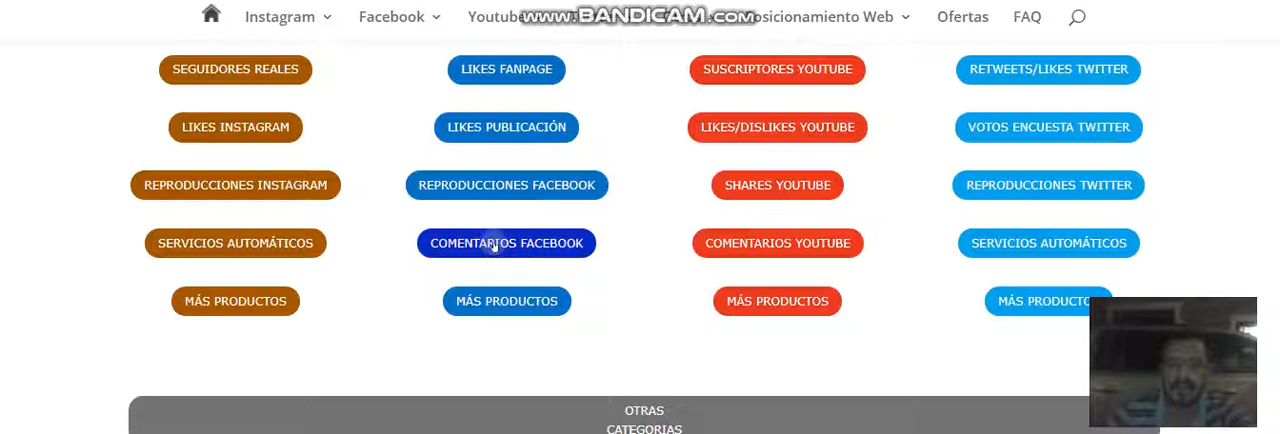 Instagram Facebook Youtube Posicionamiento Web Ofertas FAQ
www.BANDICAM.com
SEGUIDORES REALES LIKES FANPAGE SUSCRIPTORES YOUTUBE RETWEETS/LIKES TWITTER
LIKES INSTAGRAM LIKES PUBLICACIÓN LIKES/DISLIKES YOUTUBE VOTOS ENCUESTA TWITTER
REPRODUCCIONES INSTAGRAM REPRODUCCIONES FACEBOOK SHARES YOUTUBE REPRODUCCIONES TWITTER
SERVICIOS AUTOMÁTICOS COMENTARIOS FACEBOOK COMENTARIOS YOUTUBE SERVICIOS AUTOMÁTICOS
MÁS PRODUCTOS MÁS PRODUCTOS MÁS PRODUCTOS MÁS PRODUCTO
OTRAS
CATEGORIAS